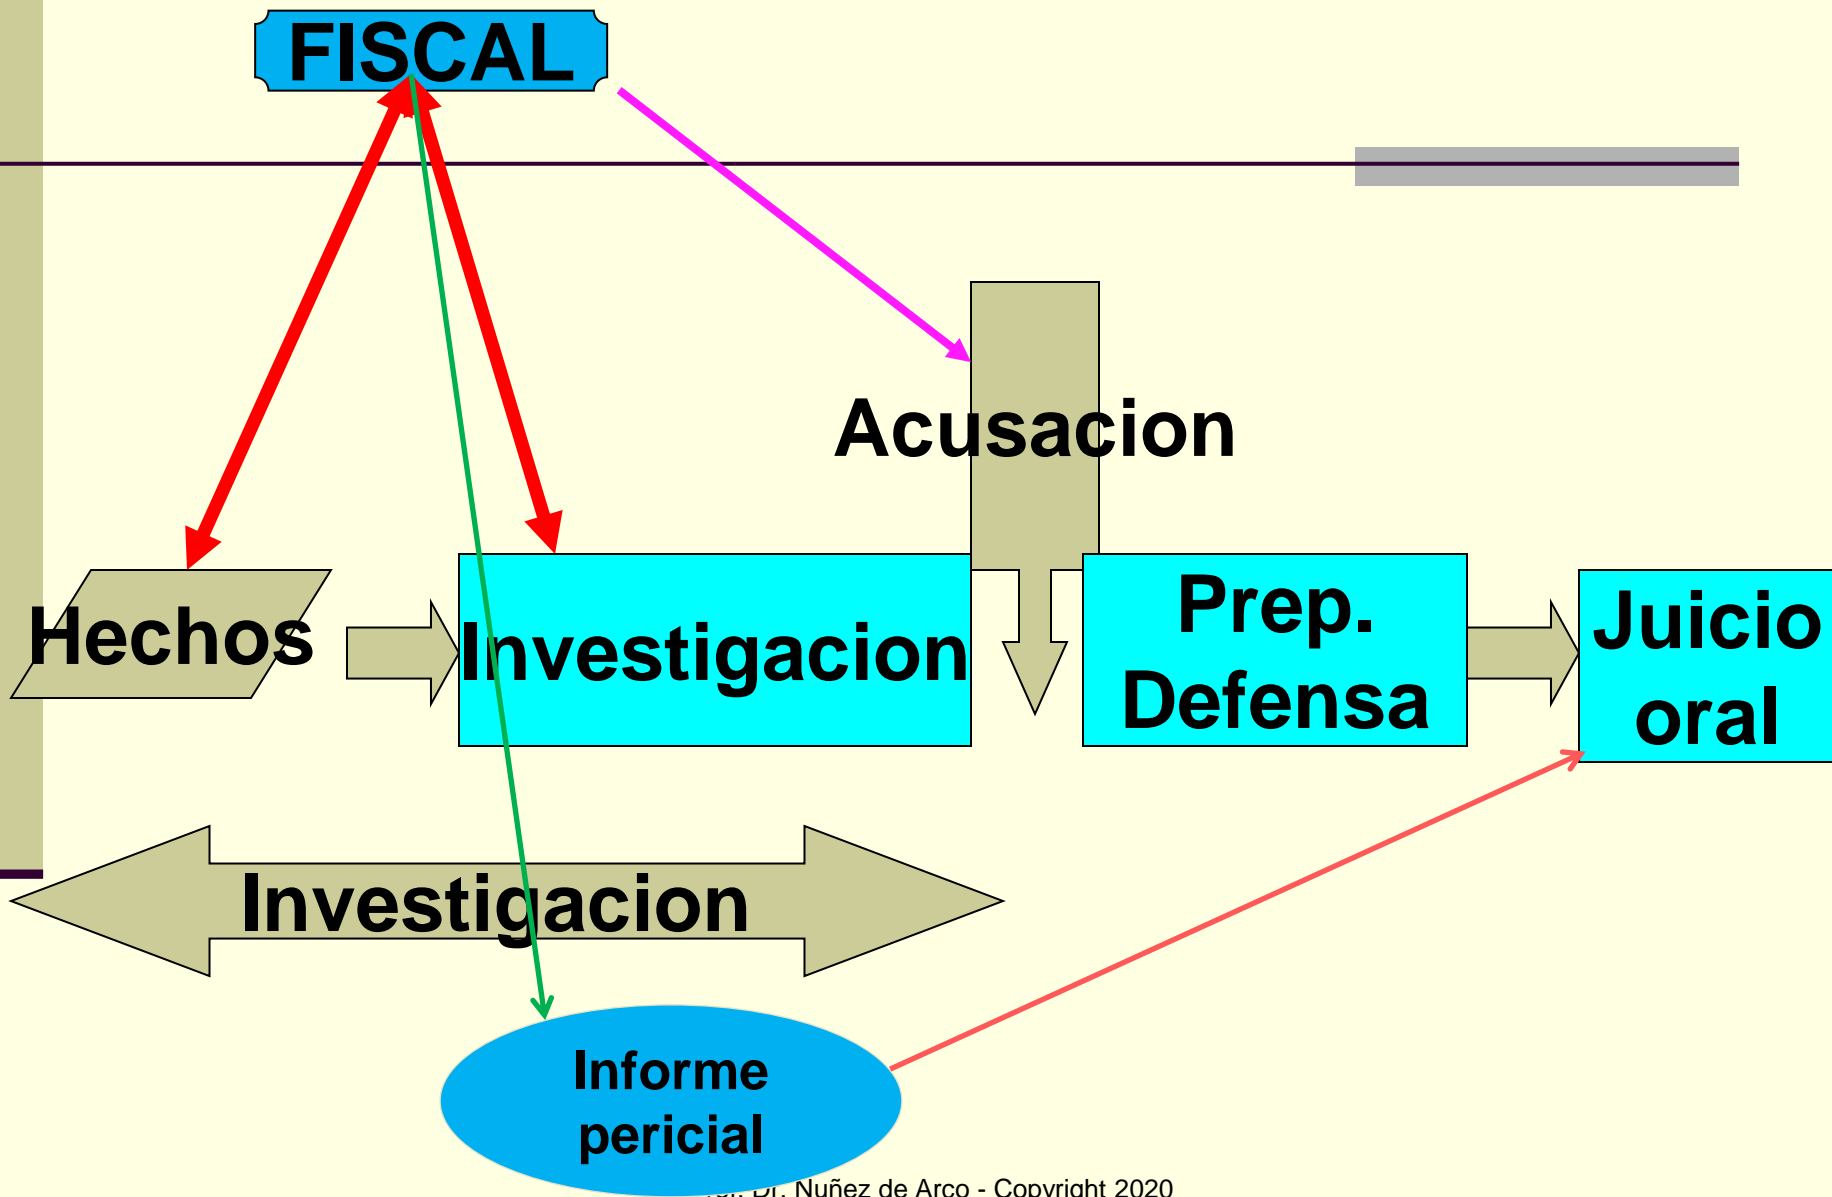 FISCAL
Acusacion
Hechos
Investigacion
Prep.
Defensa
Juicio
oral
Investigacion
Informe
pericial
Dr. Nuñez de Arco - Copyright 2020